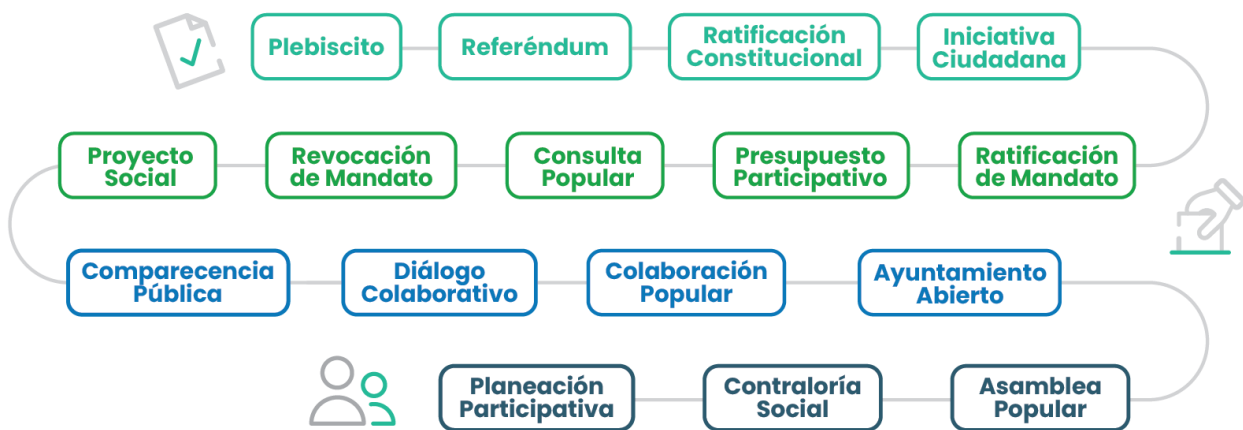 Plebiscito
Referéndum
Ratificación
Constitucional
Iniciativa
Ciudadana
Proyecto
Social
Revocación
de Mandato
Consulta
Popular
Presupuesto
Participativo
Ratificación
de Mandato
Comparecencia
Pública
Diálogo
Colaborativo
Colaboración
Popular
Ayuntamiento
Abierto
Planeación
Participativa
Contraloría
Social
Asamblea
Popular